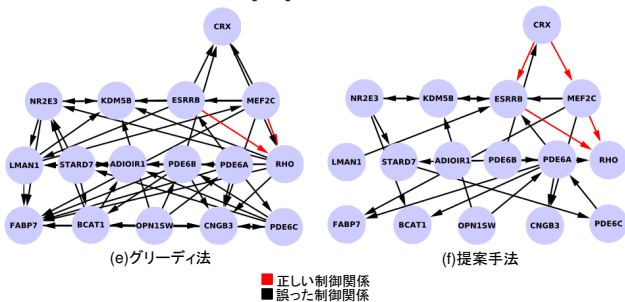 CRX
NR2E3 KDM5B ESRRB MEF2C
LMAN1 STARD7 ADIOIR1 PDE6B PDE6A RHO
FABP7 BCAT1 OPN1SW CNGB3 PDE6C
(e)グリーディ法
CRX
NR2E3 KDM5B ESRRB MEF2C
LMAN1 STARD7 ADIOIR1 PDE6B PDE6A RHO
FABP7 BCAT1 OPN1SW CNGB3 PDE6C
(f)提案手法
正しい制御関係
誤った制御関係